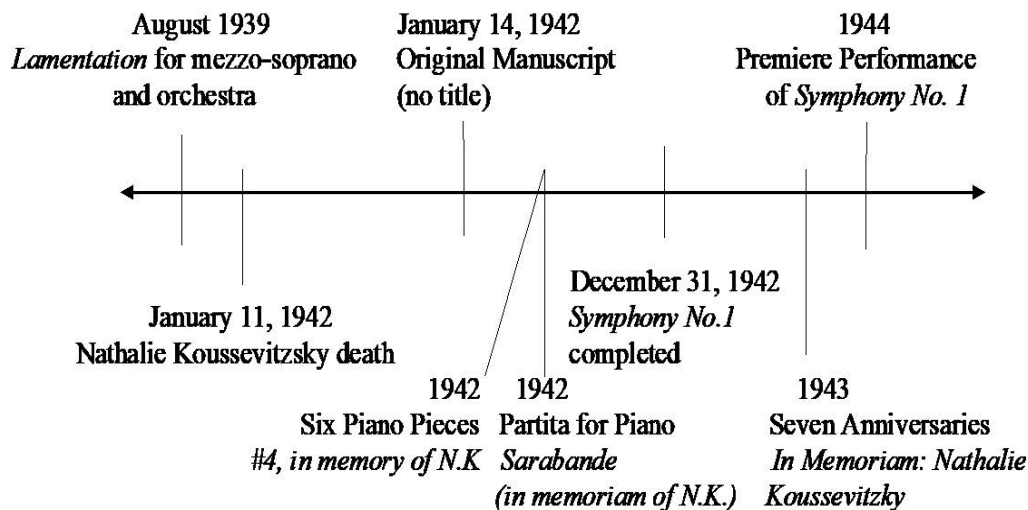 August 1939
Lamentation for mezzo-soprano
and orchestra
January 14, 1942
Original Manuscript
(no title)
1944
Premiere Performance
of Symphony No. 1
January 11, 1942
Nathalie Koussevitzsky death
December 31, 1942
Symphony No.1
completed
1942
Six Piano Pieces
#4, in memory of N.K
1942
Partita for Piano
Sarabande
(in memoriam of N.K.)
1943
Seven Anniversaries
In Memoriam: Nathalie
Koussevitzky